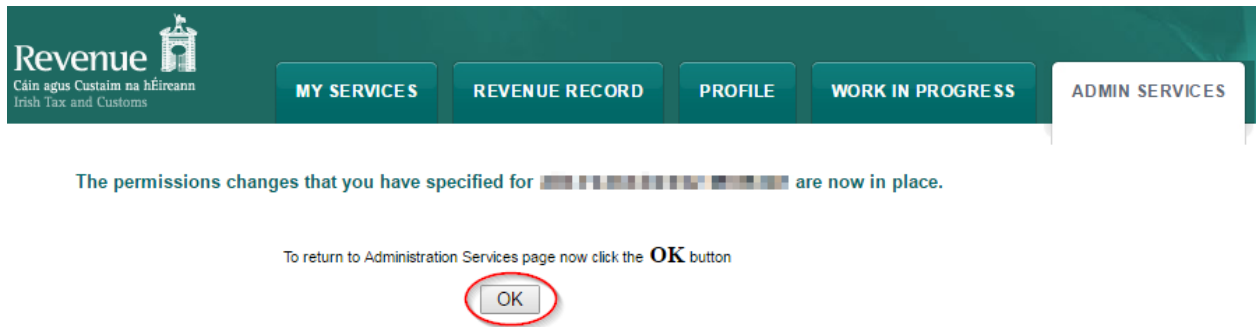 Revenue
Cáin agus Custaim na hÉireann
Irish Tax and Customs
MY SERVICES
REVENUE RECORD
PROFILE
WORK IN PROGRESS
ADMIN SERVICES
The permissions changes that you have specified for are now in place.
To return to Administration Services page now click the OK button
OK